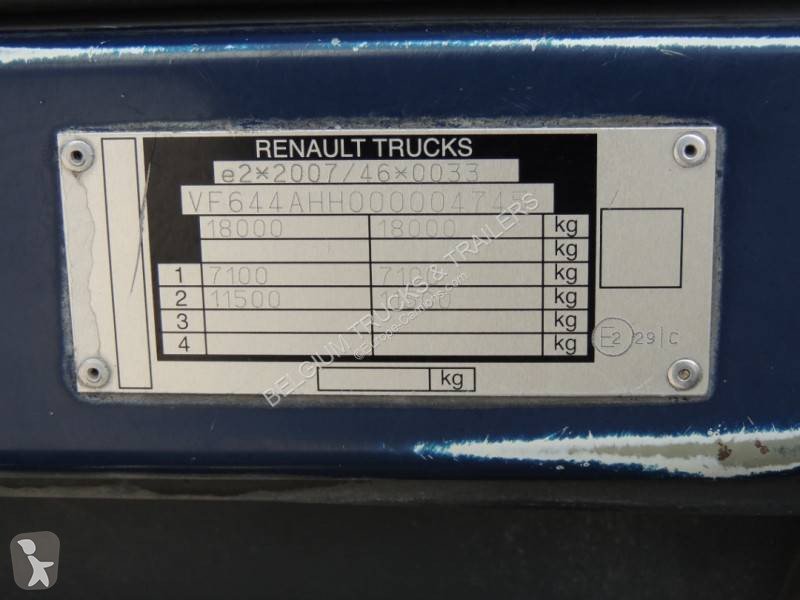 RENAULT TRUCKS
e2*2007/46*0033
18000 18000 kg
kg
1 7100 7100 kg
2 11500 11500 kg
3 kg
4 kg
E2 29 | C
kg
BELGIUM TRUCKS & TRAILERS